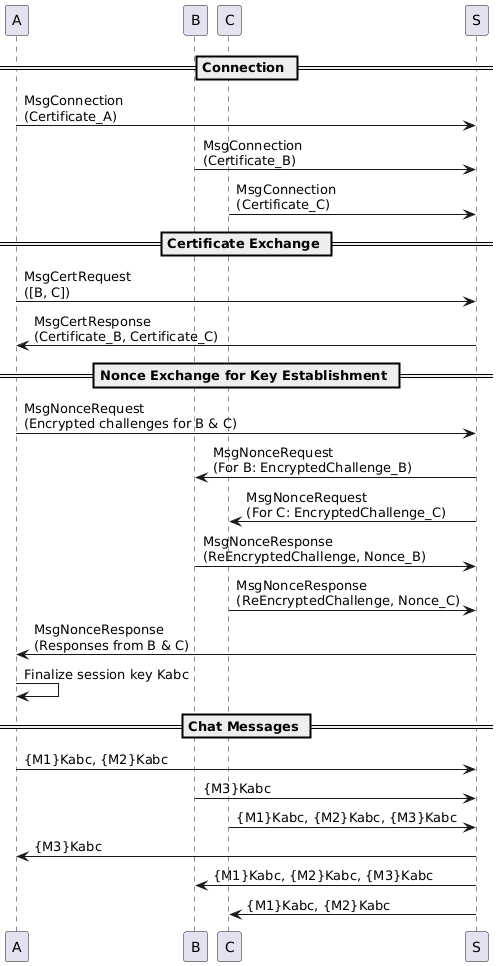 A B C S
Connection
MsgConnection
(Certificate_A)
MsgConnection
(Certificate_B)
MsgConnection
(Certificate_C)
Certificate Exchange
MsgCertRequest
([B, C])
MsgCertResponse
(Certificate_B, Certificate_C)
Nonce Exchange for Key Establishment
MsgNonceRequest
(Encrypted challenges for B & C)
MsgNonceRequest
(For B: EncryptedChallenge_B)
MsgNonceRequest
(For C: EncryptedChallenge_C)
MsgNonceResponse
(ReEncryptedChallenge, Nonce_B)
MsgNonceResponse
(ReEncryptedChallenge, Nonce_C)
MsgNonceResponse
(Responses from B & C)
Finalize session key Kabc
Chat Messages
{M1}Kabc, {M2}Kabc
{M3}Kabc
{M1}Kabc, {M2}Kabc, {M3}Kabc
{M3}Kabc
{M1}Kabc, {M2}Kabc, {M3}Kabc
{M1}Kabc, {M2}Kabc
A B C S